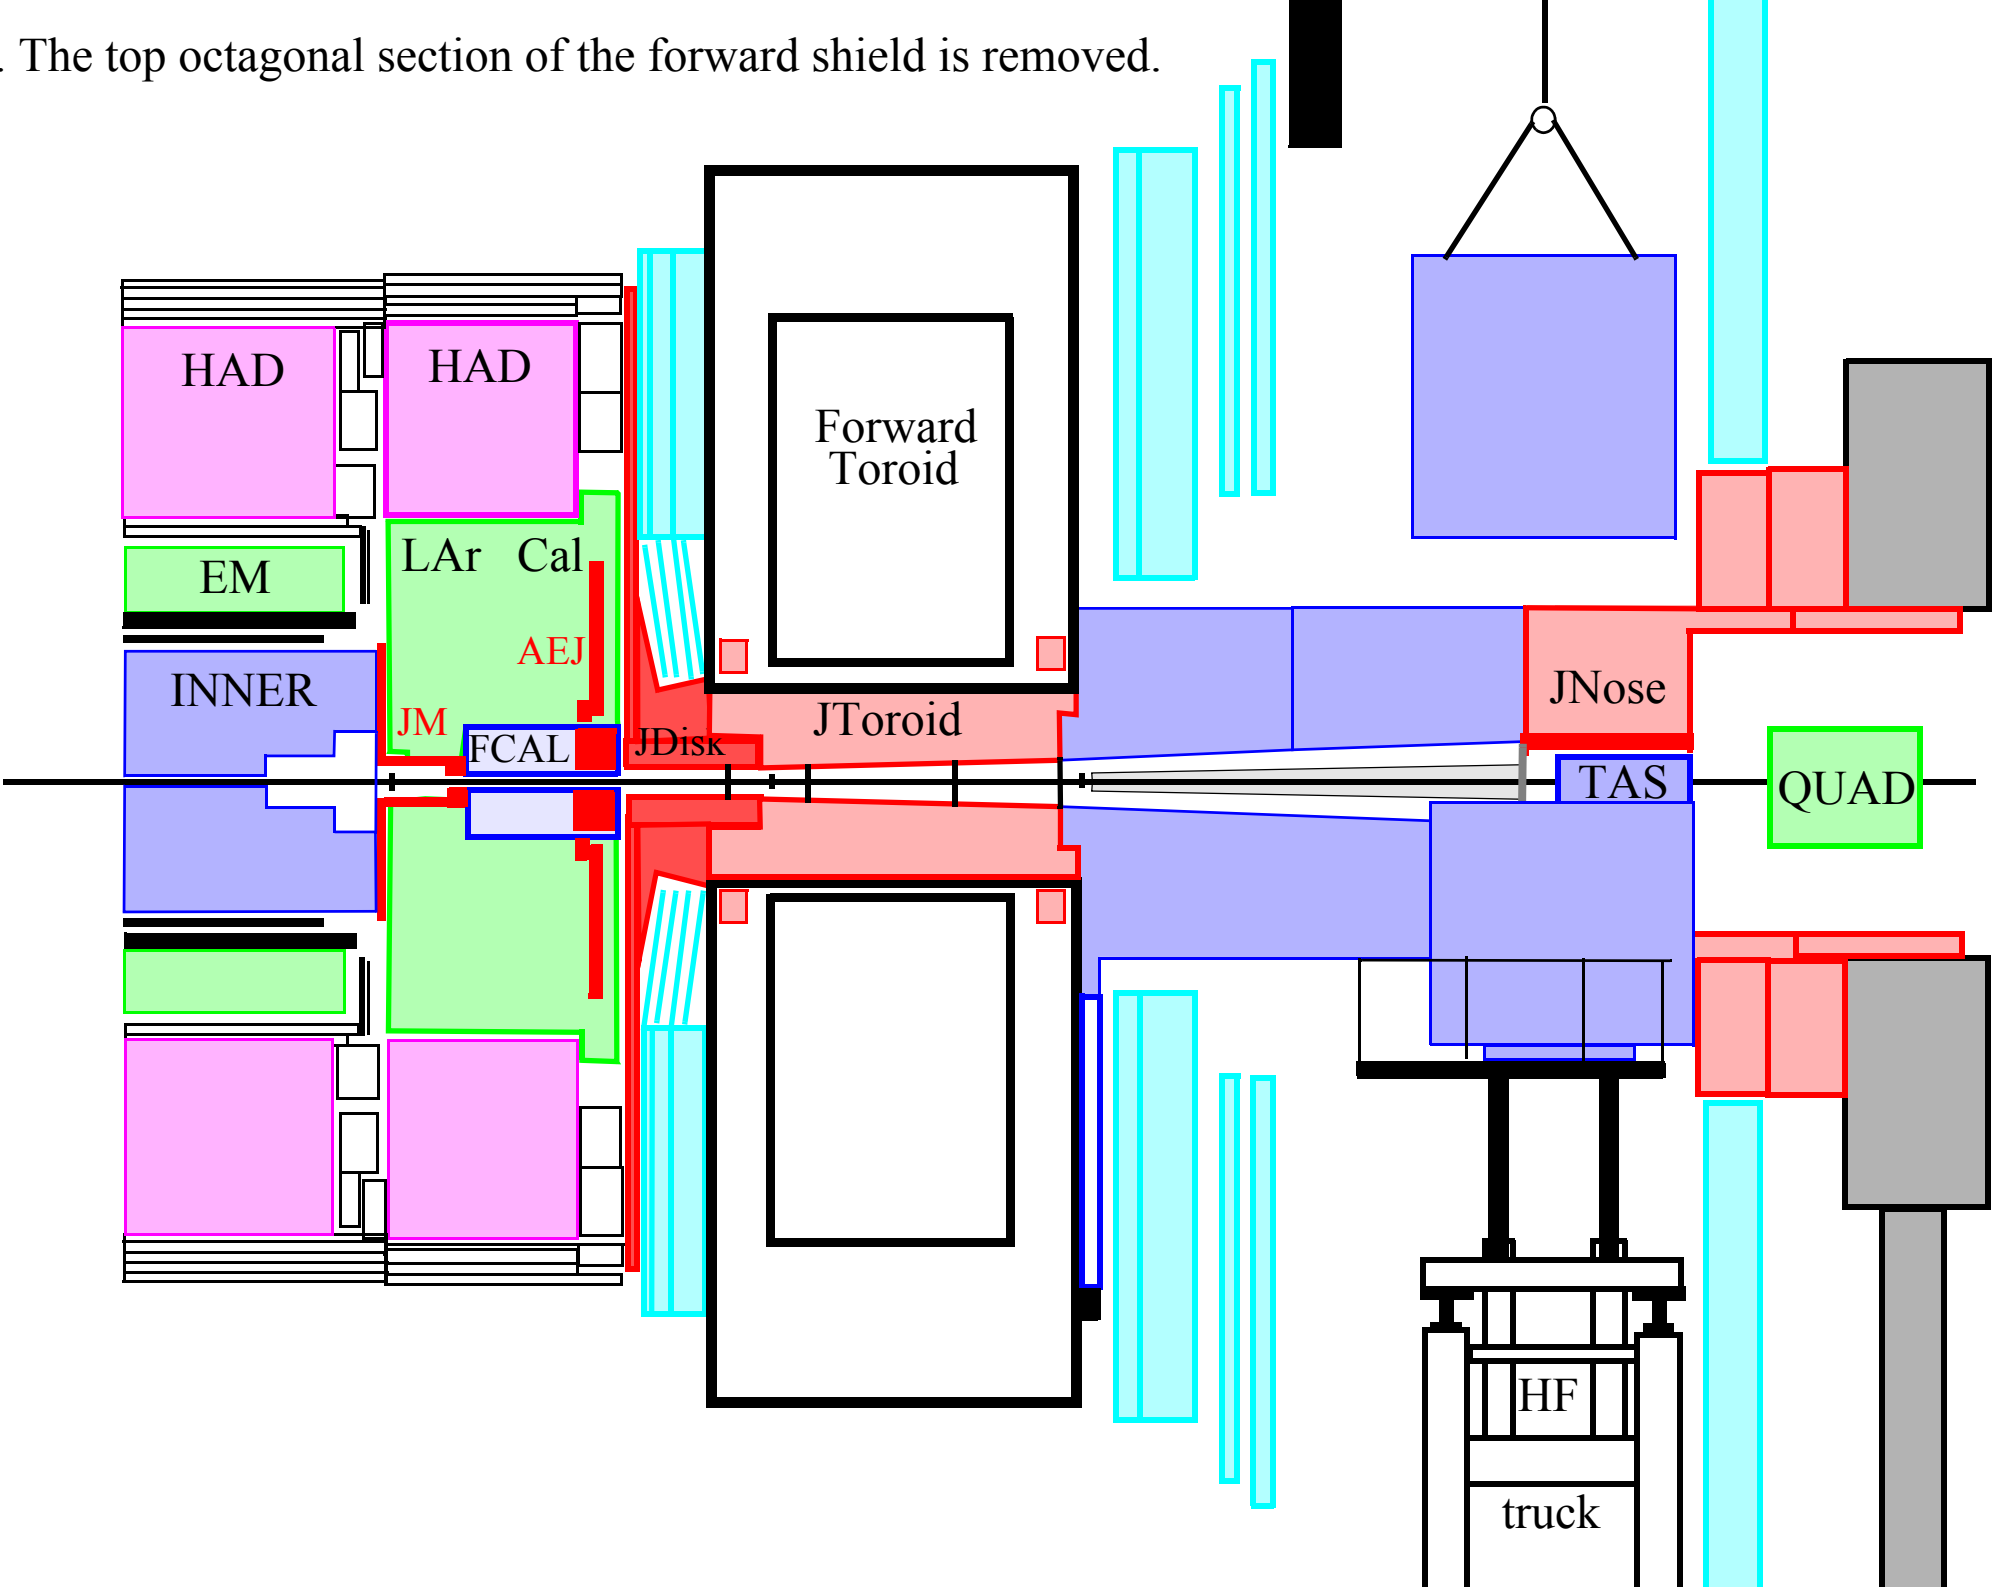 . The top octagonal section of the forward shield is removed.
HAD
HAD
Forward
Toroid
LAr Cal
EM
AEJ
INNER
JNose
JM
JToroid
FCAL
JDisk
TAS
QUAD
HF
truck